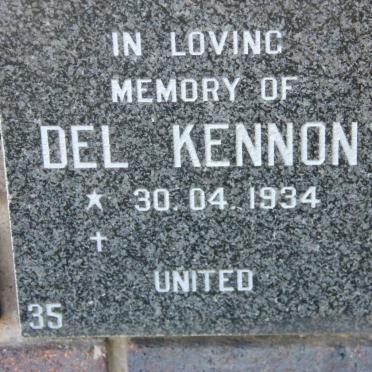 IN LOVING
MEMORY OF
DEL KENNON
★ 30.04.1934
✝
UNITED
35